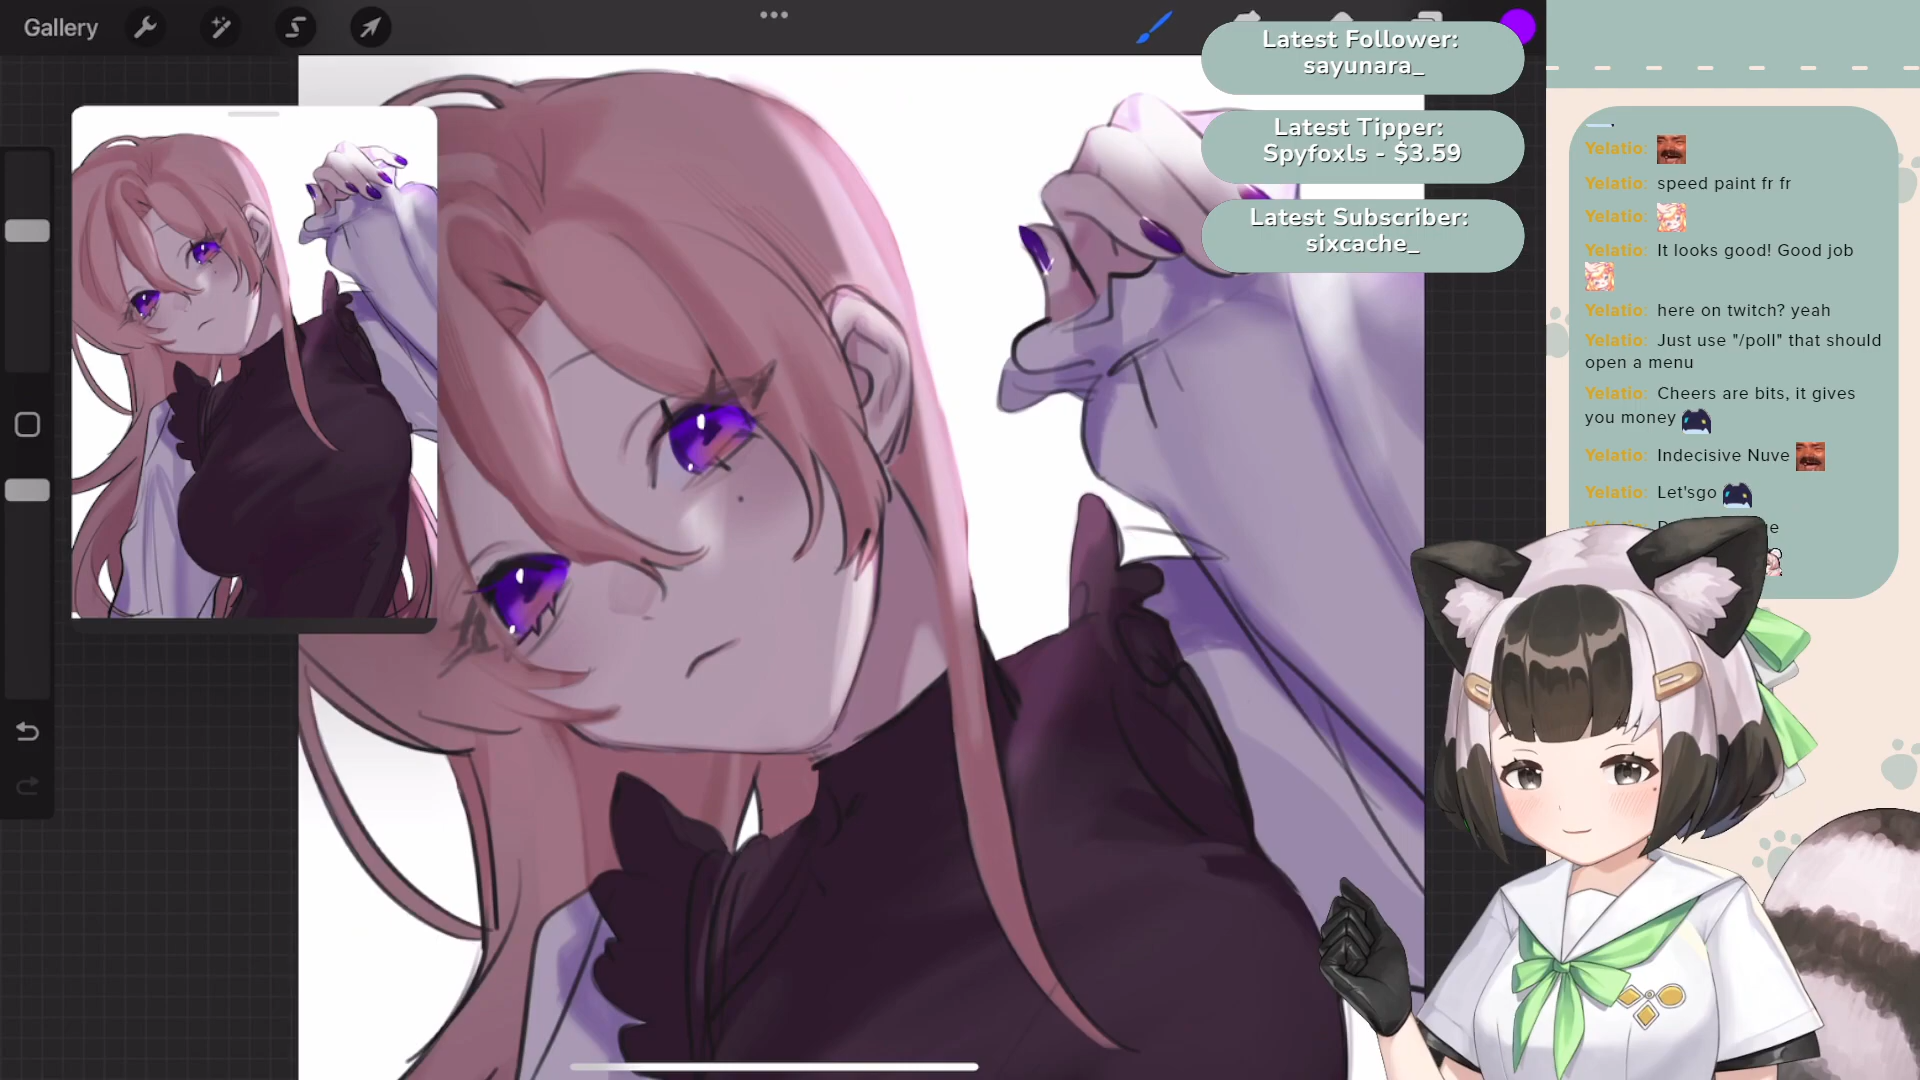 Gallery
Latest Follower:
sayunara_
Latest Tipper:
Spyfoxls - $3.59
Latest Subscriber:
sixcache_
Yelatio:
Yelatio: speed paint fr fr
Yelatio:
Yelatio: It looks good! Good job
Yelatio: here on twitch? yeah
Yelatio: Just use "/poll" that should
open a menu
Yelatio: Cheers are bits, it gives
you money
Yelatio: Indecisive Nuve
Yelatio: Let'sgo